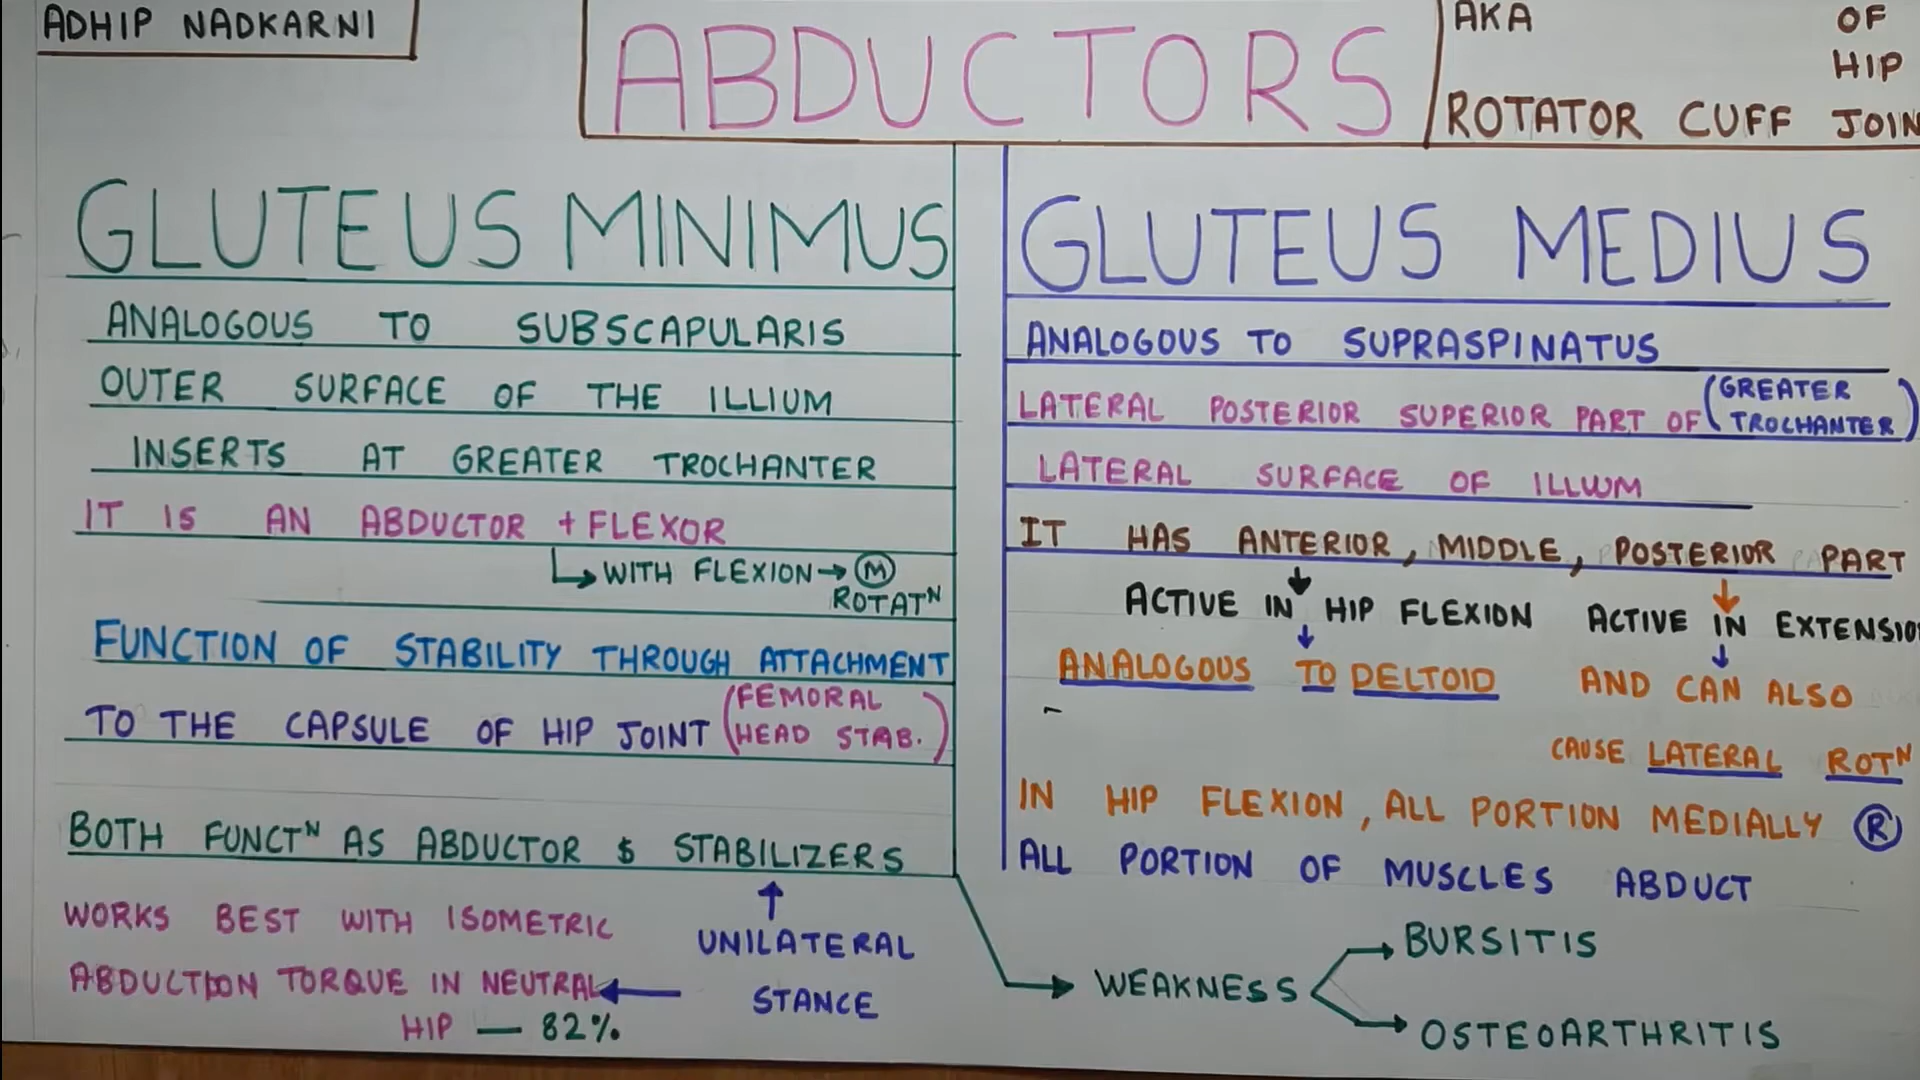 ADHIP NADKARNI
ABDUCTORS
AKA OF
HIP
ROTATOR CUFF JOIN
GLUTEUS MINIMUS
ANALOGOUS TO SUBSCAPULARIS
OUTER SURFACE OF THE ILLIUM
INSERTS AT GREATER TROCHANTER
IT IS AN ABDUCTOR + FLEXOR
WITH FLEXION → Ⓜ
ROTATᴺ
FUNCTION OF STABILITY THROUGH ATTACHMENT
TO THE CAPSULE OF HIP JOINT (FEMORAL
HEAD STAB.)
BOTH FUNCTᴺ AS ABDUCTOR $ STABILIZERS
WORKS BEST WITH ISOMETRIC
ABDUCTION TORQUE IN NEUTRAL
HIP — 82%
UNILATERAL
STANCE
GLUTEUS MEDIUS
ANALOGOUS TO SUPRASPINATUS
LATERAL POSTERIOR SUPERIOR PART OF (GREATER
TROCHANTER)
LATERAL SURFACE OF ILLIUM
IT HAS ANTERIOR, MIDDLE, POSTERIOR PART
ACTIVE IN HIP FLEXION ACTIVE IN EXTENSIO
ANALOGOUS TO DELTOID AND CAN ALSO
CAUSE LATERAL ROTᴺ
IN HIP FLEXION, ALL PORTION MEDIALLY Ⓡ
ALL PORTION OF MUSCLES ABDUCT
BURSITIS
WEAKNESS
OSTEOARTHRITIS